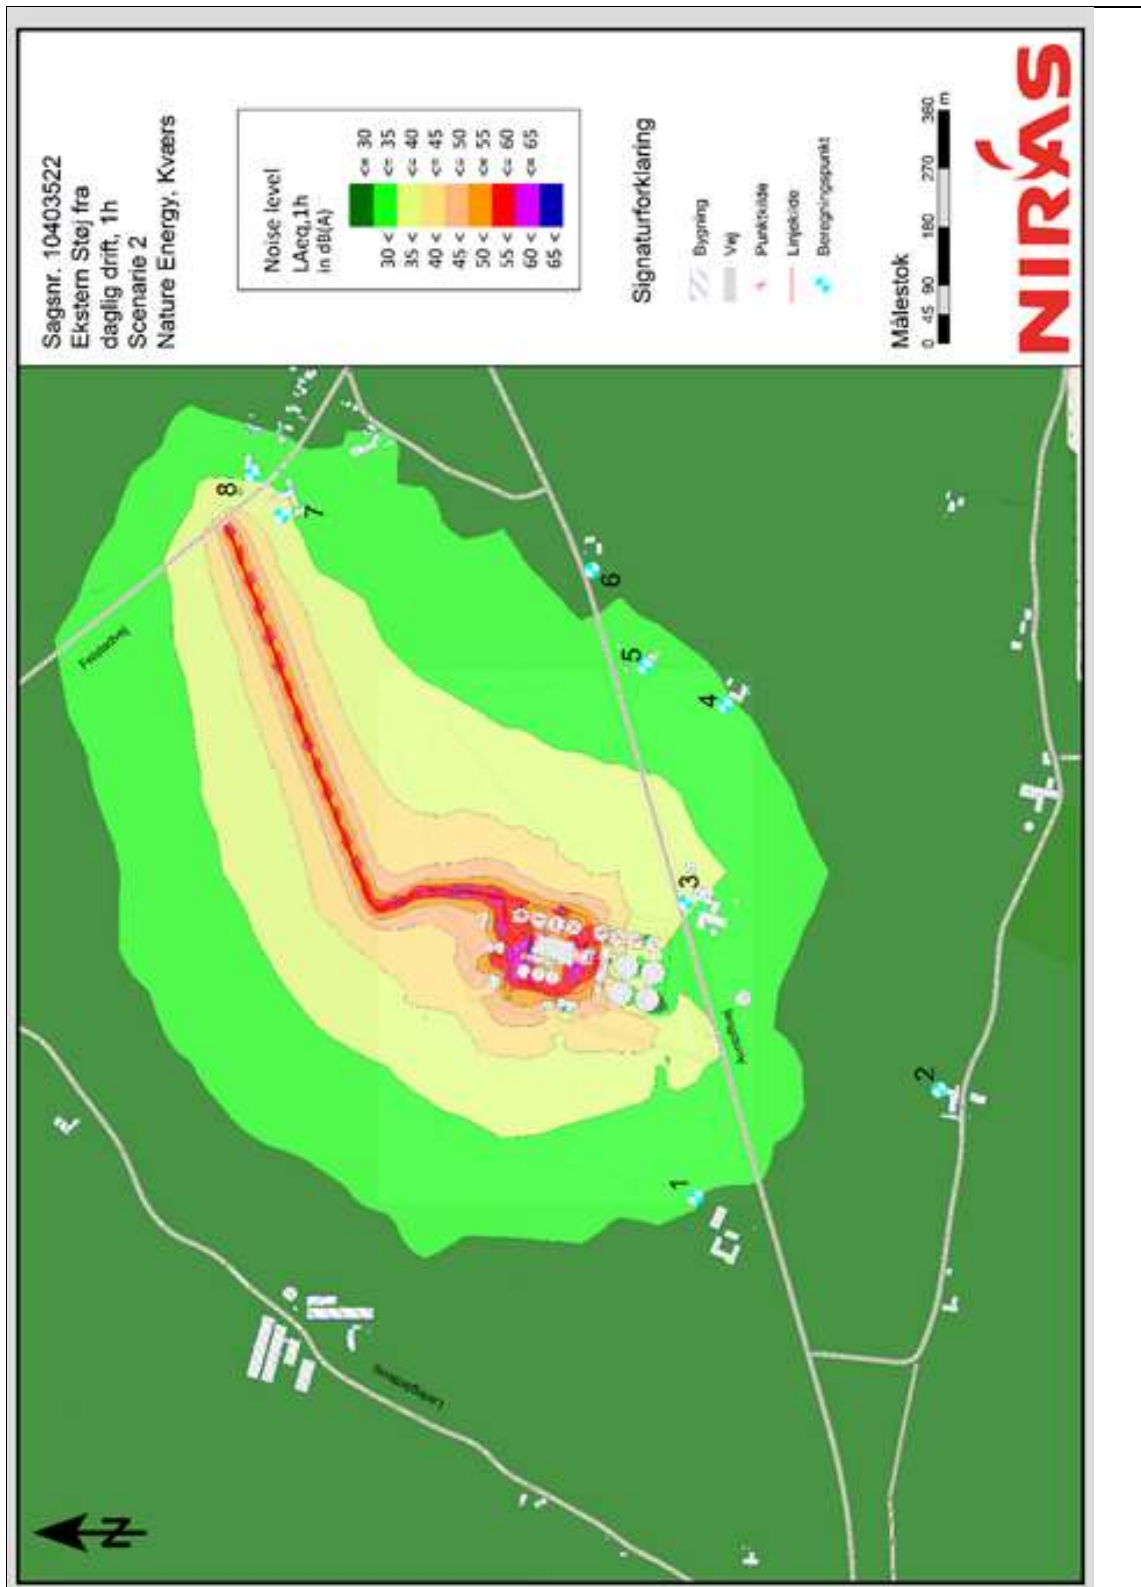 Sagsnr. 10403522
Ekstern Støj fra
daglig drift, 1h
Scenarie 2
Nature Energy, Kværs
Noise level
LAeq,1h
in dB(A)
<= 30
30 < <= 35
35 < <= 40
40 < <= 45
45 < <= 50
50 < <= 55
55 < <= 60
60 < <= 65
65 <
Signaturforklaring
Bygning
Vej
Punktkilde
Linjekilde
Beregningspunkt
Målestok
0 45 90 180 270 360
m
NIRAS
8
7
6
5
4
3
2
1
N